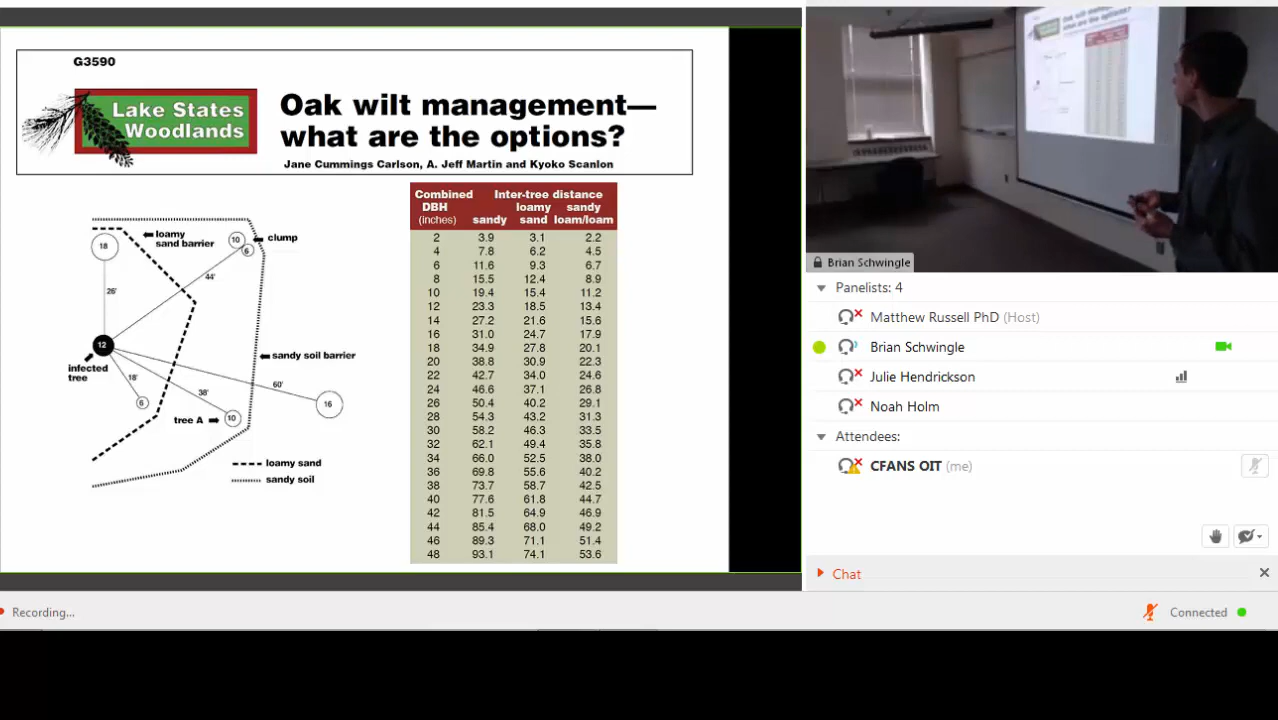 G3590
Lake States
Woodlands
Oak wilt management—
what are the options?
Jane Cummings Carlson, A. Jeff Martin and Kyoko Scanlon
Combined Inter-tree distance
DBH loamy sandy
(inches) sandy sand loam/loam
2 3.9 3.1 2.2
4 7.8 6.2 4.5
6 11.6 9.3 6.7
8 15.5 12.4 8.9
10 19.4 15.4 11.2
12 23.3 18.5 13.4
14 27.2 21.6 15.6
16 31.0 24.7 17.9
18 34.9 27.8 20.1
20 38.8 30.9 22.3
22 42.7 34.0 24.6
24 46.6 37.1 26.8
26 50.4 40.2 29.1
28 54.3 43.2 31.3
30 58.2 46.3 33.5
32 62.1 49.4 35.8
34 66.0 52.5 38.0
36 69.8 55.6 40.2
38 73.7 58.7 42.5
40 77.6 61.8 44.7
42 81.5 64.9 46.9
44 85.4 68.0 49.2
46 89.3 71.1 51.4
48 93.1 74.1 53.6
18
loamy
sand barrier
10
6
clump
44'
26'
12
infected
tree
sandy soil barrier
18'
38'
60'
6
tree A
10
16
loamy sand
sandy soil
Oak wilt management—
what are the options?
Brian Schwingle
Panelists: 4
Matthew Russell PhD (Host)
Brian Schwingle
Julie Hendrickson
Noah Holm
Attendees:
CFANS OIT (me)
Chat
Recording...
Connected